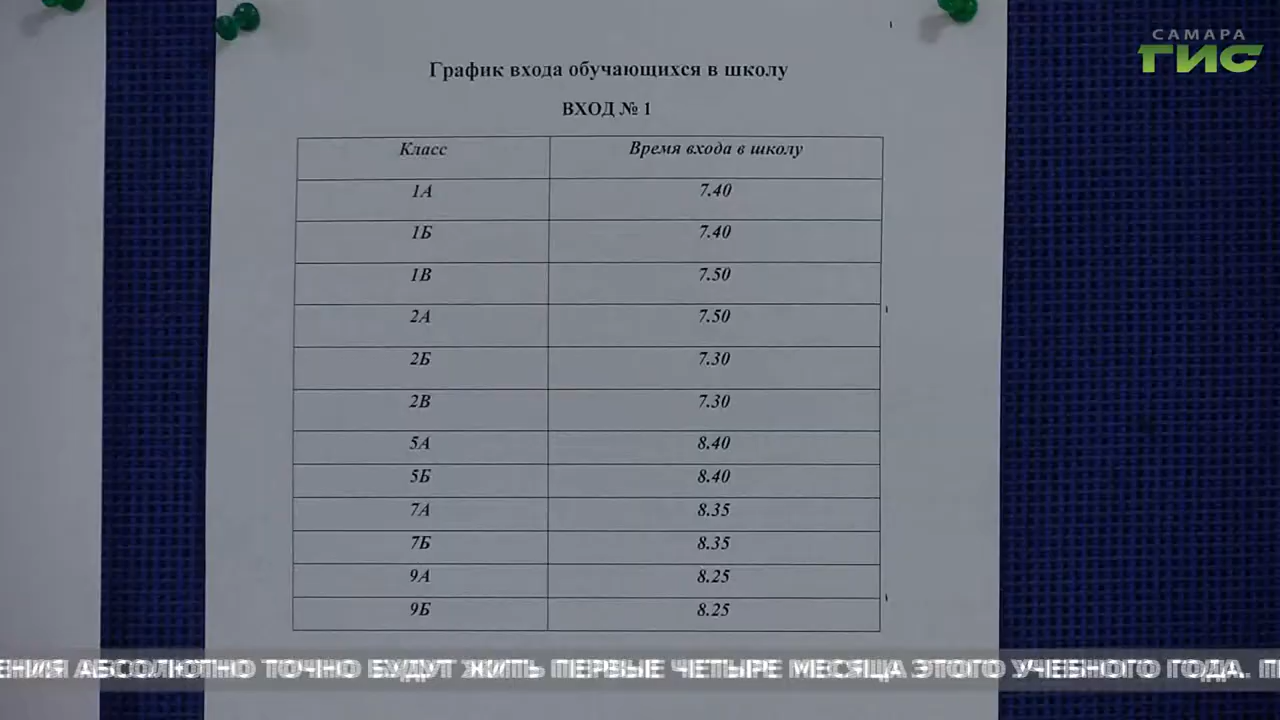 САМАРА
ГИС
График входа обучающихся в школу
ВХОД № 1
Класс Время входа в школу
1А 7.40
1Б 7.40
1В 7.50
2А 7.50
2Б 7.30
2В 7.30
5А 8.40
5Б 8.40
7А 8.35
7Б 8.35
9А 8.25
9Б 8.25
АБСОЛЮТНО ТОЧНО БУДУТ ЖИТЬ ПЕРВЫЕ ЧЕТЫРЕ МЕСЯЦА ЭТОГО УЧЕБНОГО ГОДА.